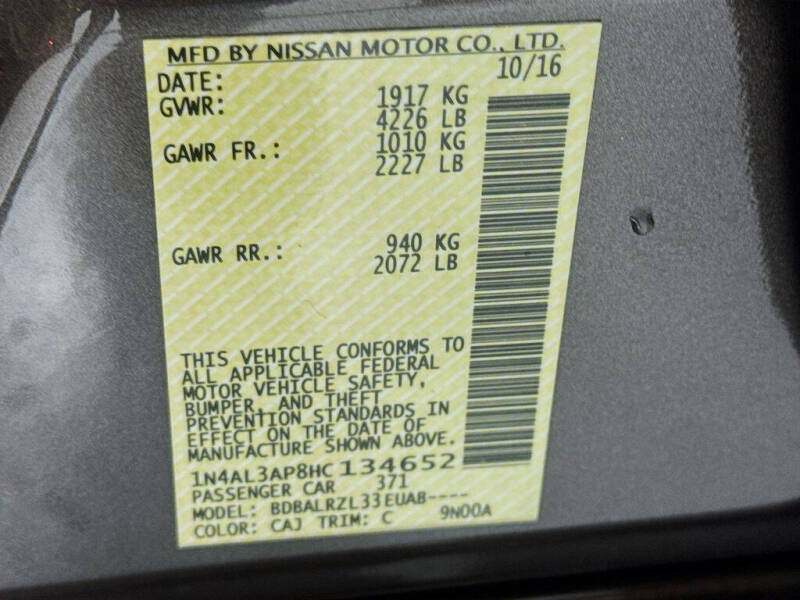 MFD BY NISSAN MOTOR CO., LTD.
DATE: 10/16
GVWR: 1917 KG
4226 LB
GAWR FR.: 1010 KG
2227 LB
GAWR RR.: 940 KG
2072 LB
THIS VEHICLE CONFORMS TO
ALL APPLICABLE FEDERAL
MOTOR VEHICLE SAFETY,
BUMPER, AND THEFT
PREVENTION STANDARDS IN
EFFECT ON THE DATE OF
MANUFACTURE SHOWN ABOVE.
1N4AL3AP8HC134652
PASSENGER CAR 371
MODEL: BDBALRZL33EUAB----
COLOR: CAJ TRIM: C 9N00A